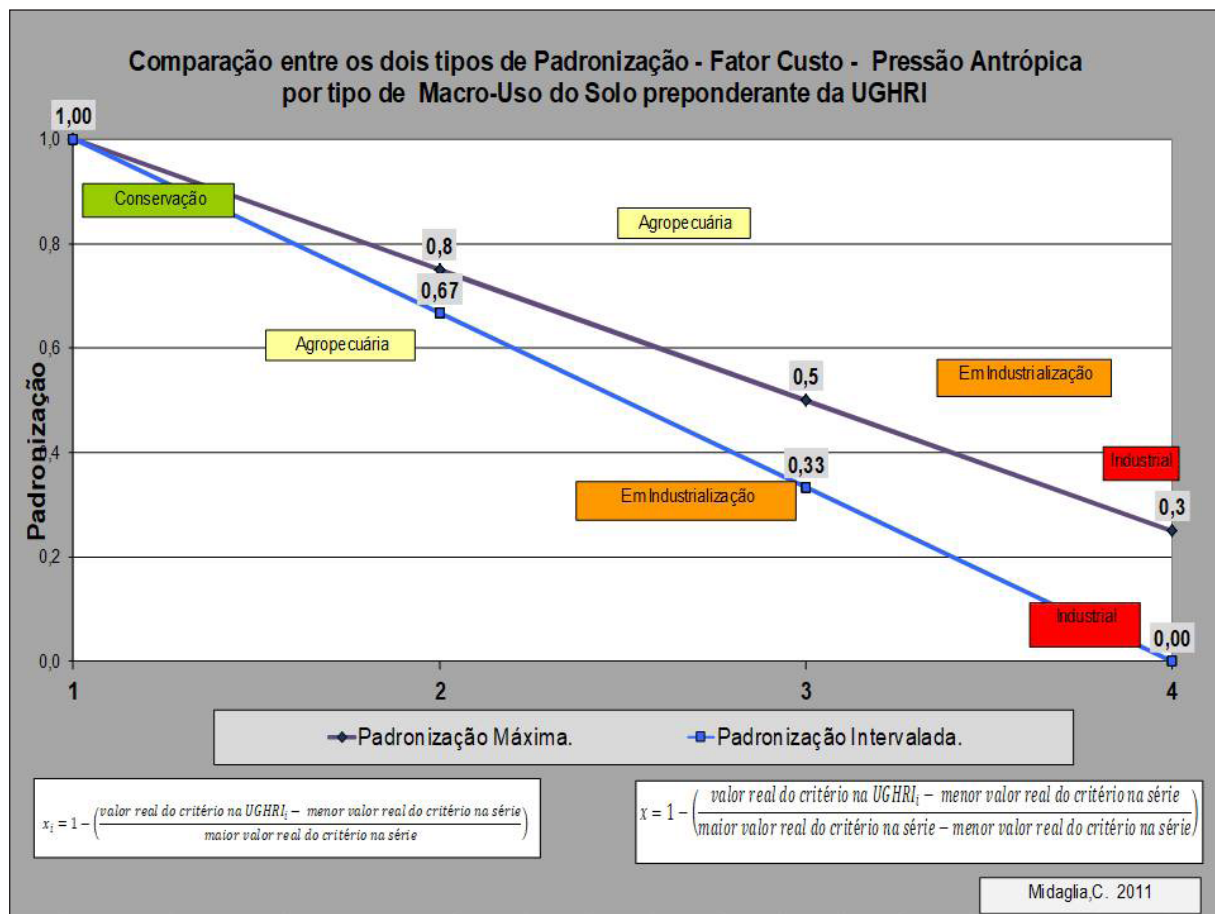 Comparação entre os dois tipos de Padronização - Fator Custo - Pressão Antrópica
por tipo de Macro-Uso do Solo preponderante da UGHRI
1,00
1,0
Conservação
Agropecuária
0,8
0,8
0,67
Agropecuária
0,6
Em Industrialização
0,5
Padronização
0,4
Industrial
0,33
Em Industrialização
0,3
0,2
Industrial
0,00
0,0
1
2
3
4
Padronização Máxima.
Padronização Intervalada.
x_i = 1 − (valor real do critério na UGHRI_i − menor valor real do critério na série
maior valor real do critério na série)
x = 1 − (valor real do critério na UGHRI_i − menor valor real do critério na série
maior valor real do critério na série − menor valor real do critério na série)
Midaglia,C. 2011